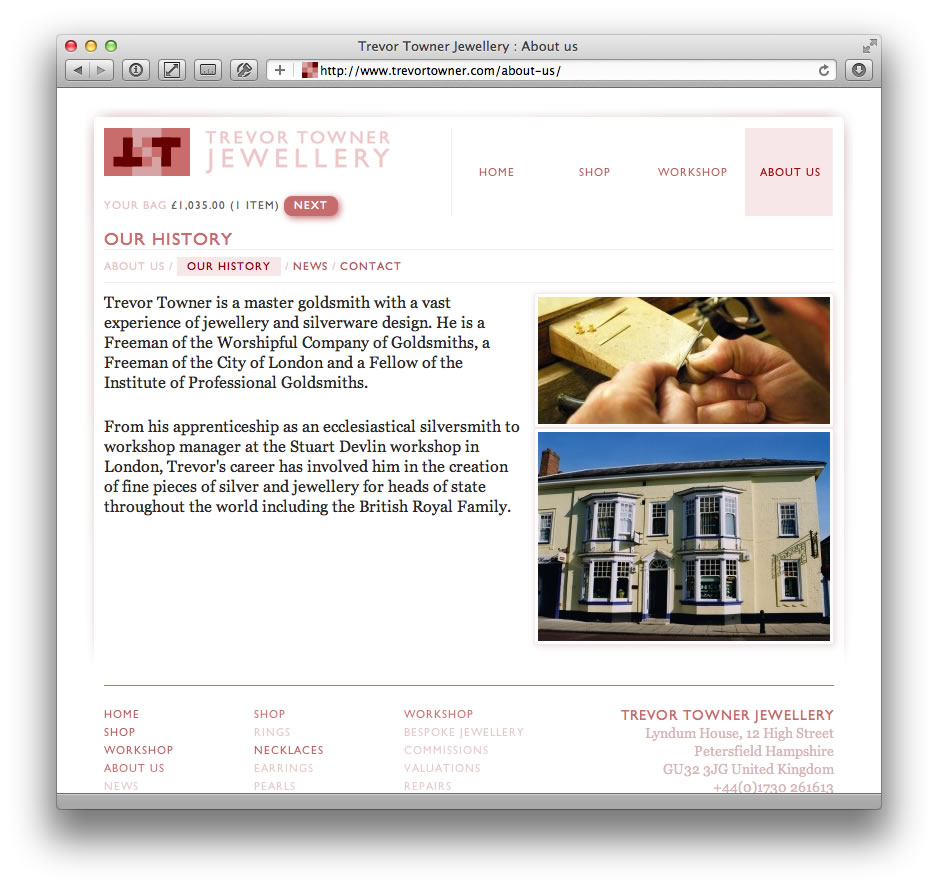 Trevor Towner Jewellery : About us
http://www.trevortowner.com/about-us/
TREVOR TOWNER
JEWELLERY
HOME SHOP WORKSHOP ABOUT US
YOUR BAG £1,035.00 (1 ITEM) NEXT
OUR HISTORY
ABOUT US / OUR HISTORY / NEWS / CONTACT
Trevor Towner is a master goldsmith with a vast
experience of jewellery and silverware design. He is a
Freeman of the Worshipful Company of Goldsmiths, a
Freeman of the City of London and a Fellow of the
Institute of Professional Goldsmiths.
From his apprenticeship as an ecclesiastical silversmith to
workshop manager at the Stuart Devlin workshop in
London, Trevor's career has involved him in the creation
of fine pieces of silver and jewellery for heads of state
throughout the world including the British Royal Family.
HOME
SHOP
WORKSHOP
ABOUT US
NEWS
SHOP
RINGS
NECKLACES
EARRINGS
PEARLS
WORKSHOP
BESPOKE JEWELLERY
COMMISSIONS
VALUATIONS
REPAIRS
TREVOR TOWNER JEWELLERY
Lyndum House, 12 High Street
Petersfield Hampshire
GU32 3JG United Kingdom
+44(0)1730 261613